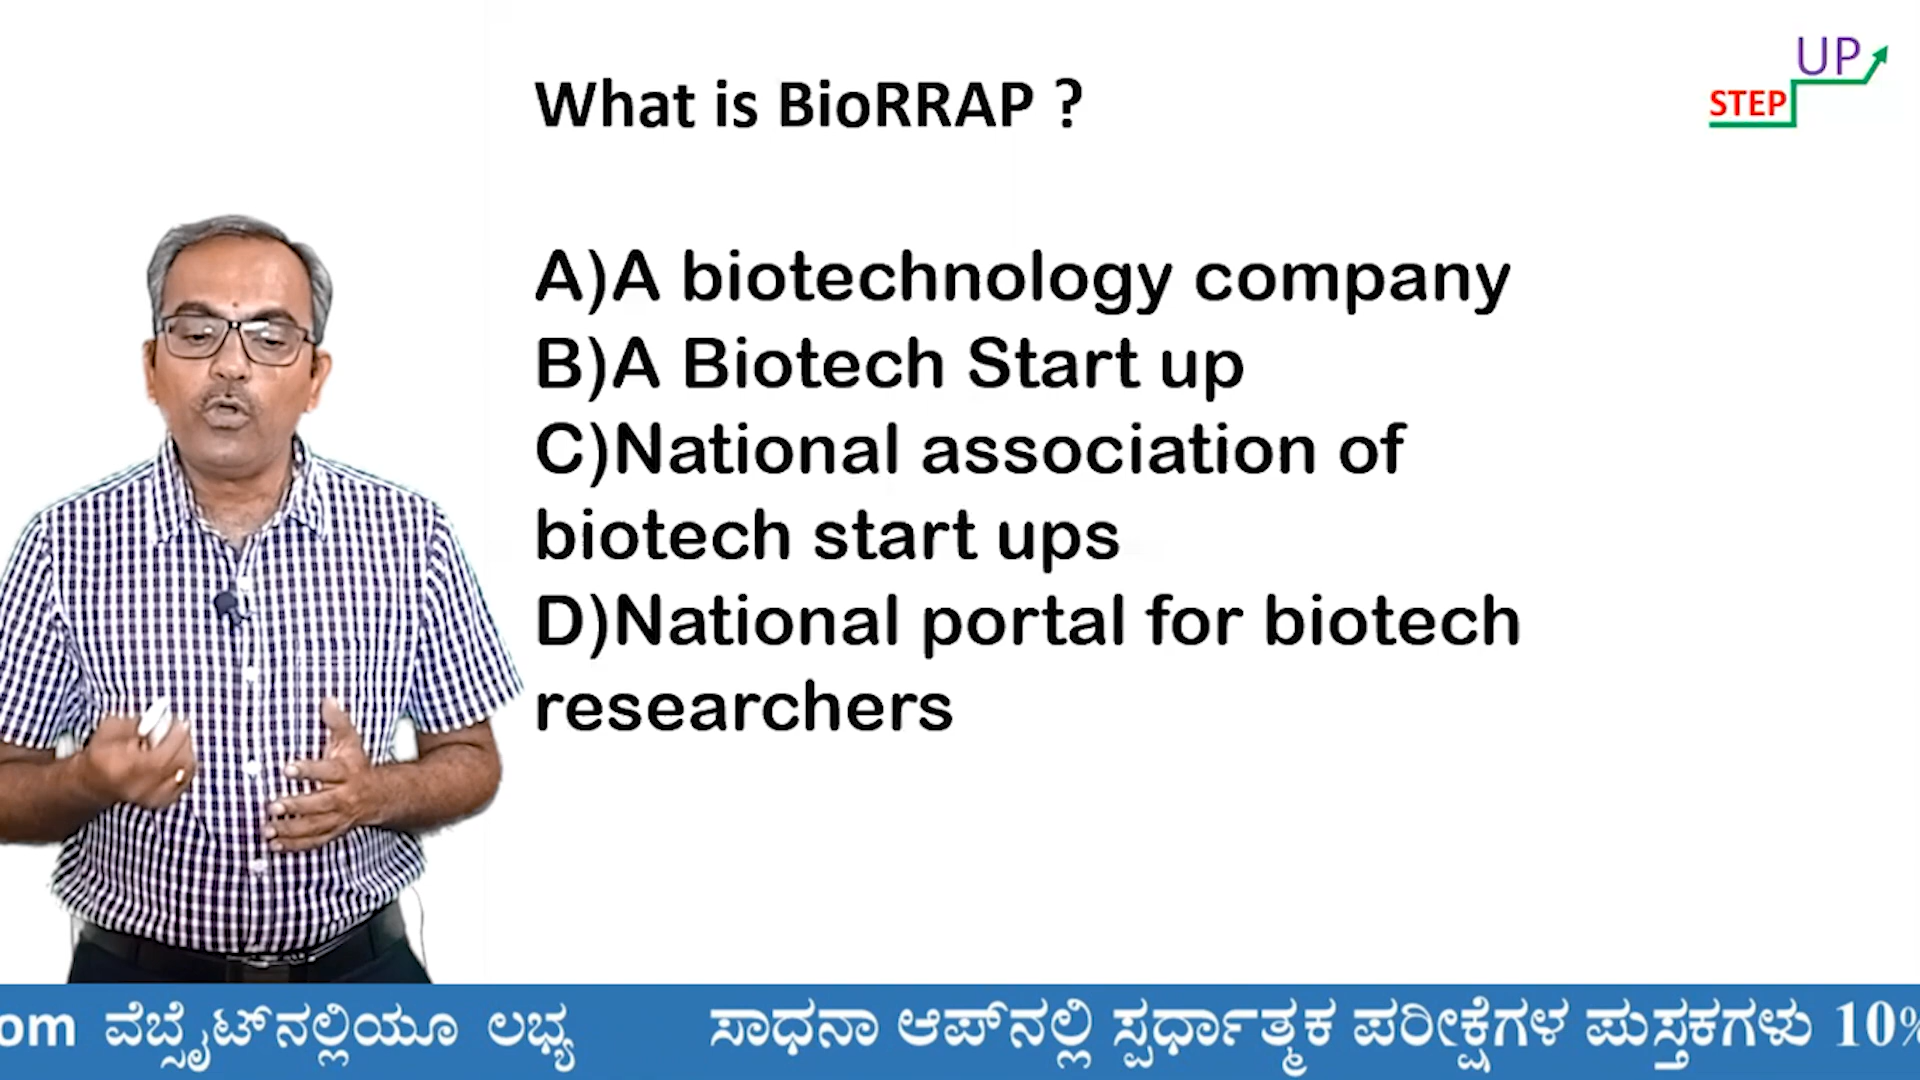 UP
STEP
What is BioRRAP ?
A)A biotechnology company
B)A Biotech Start up
C)National association of
biotech start ups
D)National portal for biotech
researchers
om ವೆಬ್ಸೈಟ್‌ನಲ್ಲಿಯೂ ಲಭ್ಯ ಸಾಧನಾ ಆಪ್‌ನಲ್ಲಿ ಸ್ಪರ್ಧಾತ್ಮಕ ಪರೀಕ್ಷೆಗಳ ಪುಸ್ತಕಗಳು 10%